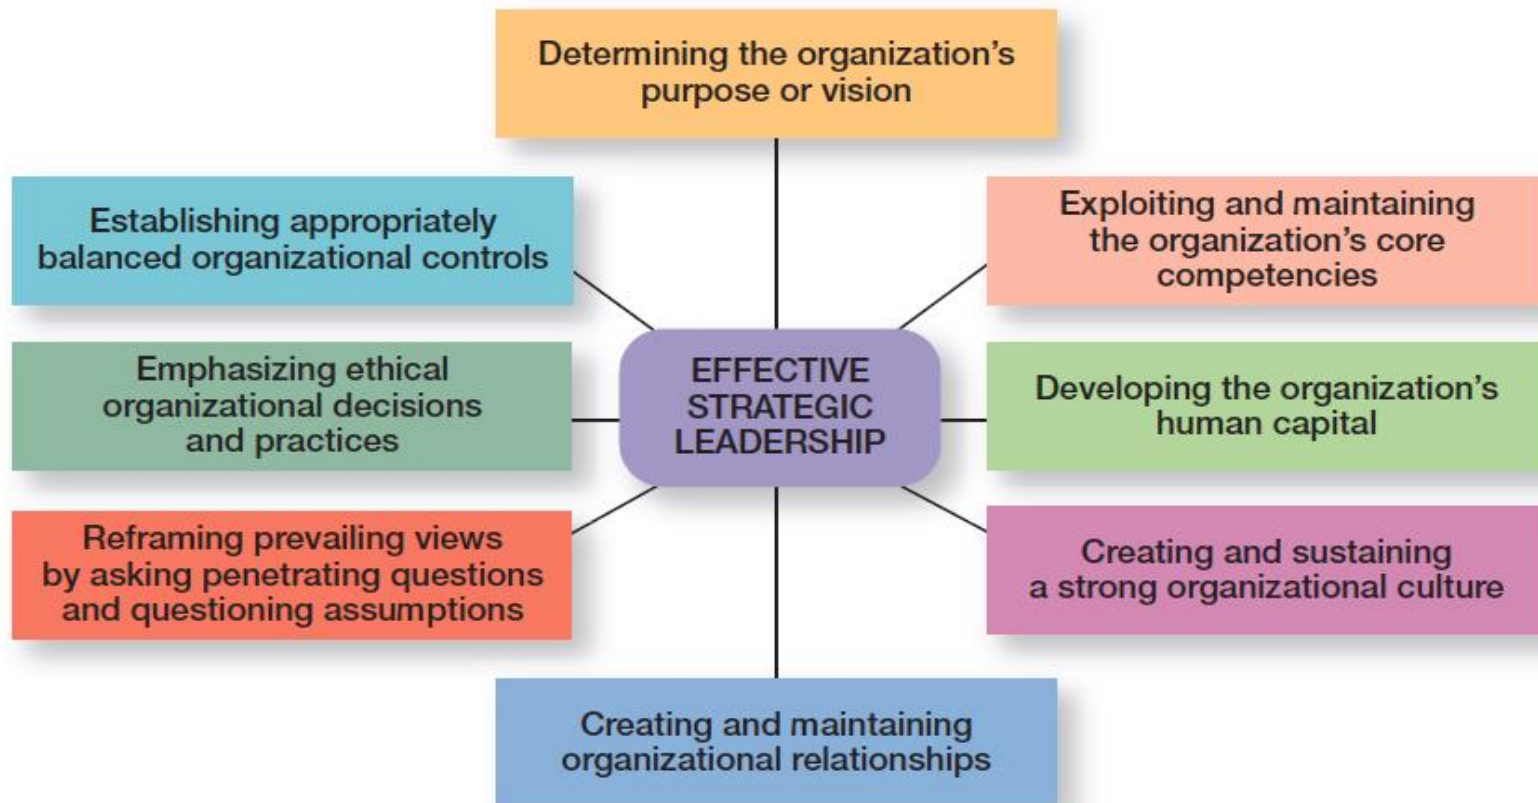 Determining the organization's
purpose or vision
Establishing appropriately
balanced organizational controls
Exploiting and maintaining
the organization's core
competencies
Emphasizing ethical
organizational decisions
and practices
EFFECTIVE
STRATEGIC
LEADERSHIP
Developing the organization's
human capital
Reframing prevailing views
by asking penetrating questions
and questioning assumptions
Creating and sustaining
a strong organizational culture
Creating and maintaining
organizational relationships